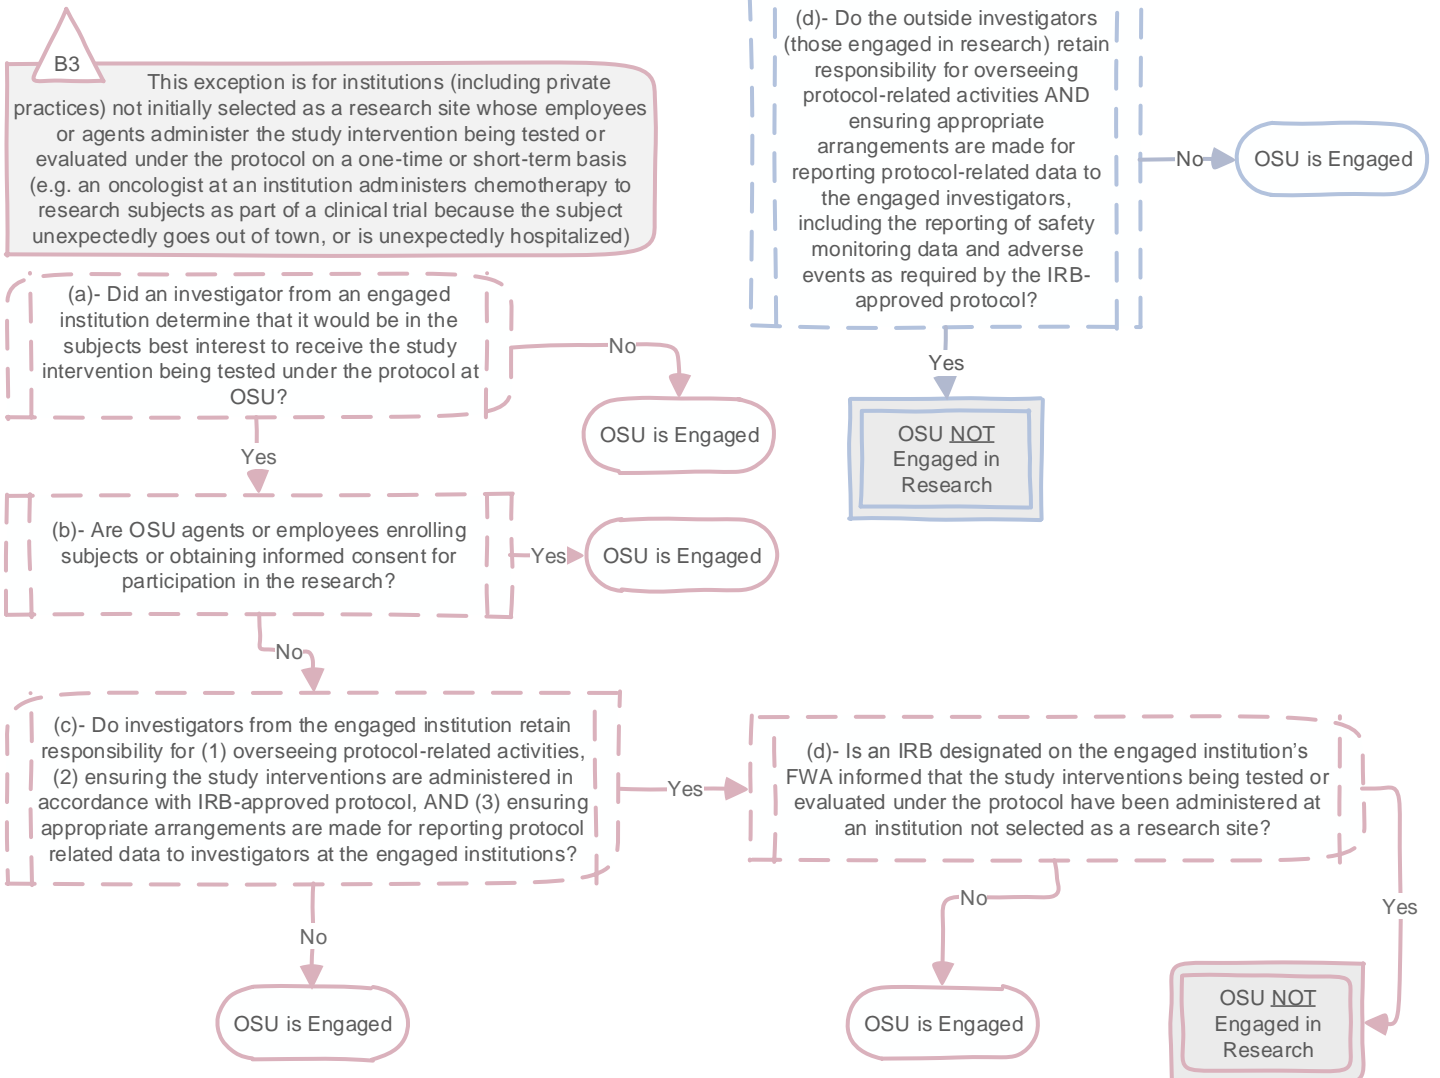 B3
This exception is for institutions (including private
practices) not initially selected as a research site whose employees
or agents administer the study intervention being tested or
evaluated under the protocol on a one-time or short-term basis
(e.g. an oncologist at an institution administers chemotherapy to
research subjects as part of a clinical trial because the subject
unexpectedly goes out of town, or is unexpectedly hospitalized)
(a)- Did an investigator from an engaged
institution determine that it would be in the
subjects best interest to receive the study
intervention being tested under the protocol at
OSU?
No
OSU is Engaged
Yes
(b)- Are OSU agents or employees enrolling
subjects or obtaining informed consent for
participation in the research?
Yes
OSU is Engaged
No
(c)- Do investigators from the engaged institution retain
responsibility for (1) overseeing protocol-related activities,
(2) ensuring the study interventions are administered in
accordance with IRB-approved protocol, AND (3) ensuring
appropriate arrangements are made for reporting protocol
related data to investigators at the engaged institutions?
No
OSU is Engaged
Yes
(d)- Is an IRB designated on the engaged institution's
FWA informed that the study interventions being tested or
evaluated under the protocol have been administered at
an institution not selected as a research site?
No
OSU is Engaged
Yes
OSU NOT
Engaged in
Research
(d)- Do the outside investigators
(those engaged in research) retain
responsibility for overseeing
protocol-related activities AND
ensuring appropriate
arrangements are made for
reporting protocol-related data to
the engaged investigators,
including the reporting of safety
monitoring data and adverse
events as required by the IRB-
approved protocol?
No
OSU is Engaged
Yes
OSU NOT
Engaged in
Research